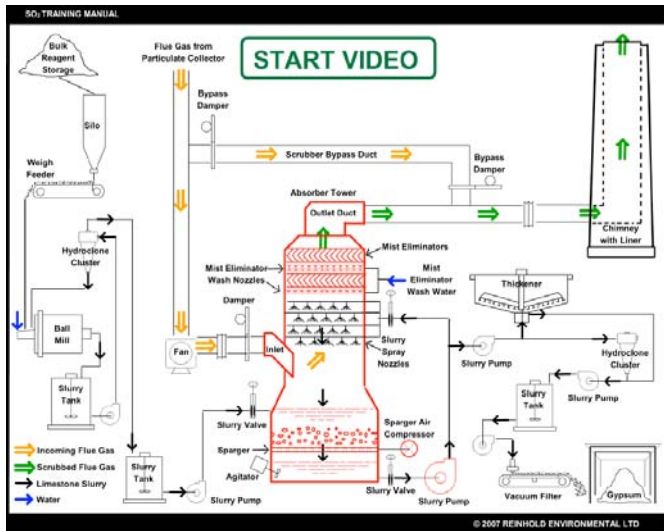 SO₂ TRAINING MANUAL
Bulk
Reagent
Storage
Flue Gas from
Particulate Collector
START VIDEO
Bypass
Damper
Silo
Scrubber Bypass Duct
Bypass
Damper
Weigh
Feeder
Absorber Tower
Outlet Duct
Chimney
with Liner
Hydroclone
Cluster
Mist Eliminators
Mist Eliminator
Wash Nozzles
Mist
Eliminator
Wash Water
Thickener
Damper
Ball
Mill
Fan
Inlet
Slurry
Spray
Nozzles
Slurry Pump
Hydroclone
Cluster
Slurry
Tank
Slurry
Tank
Slurry Pump
Slurry Valve
Sparger Air
Compressor
Incoming Flue Gas
Scrubbed Flue Gas
Limestone Slurry
Water
Slurry
Tank
Sparger
Agitator
Slurry Pump
Slurry Valve
Slurry Pump
Vacuum Filter
Gypsum
© 2007 REINHOLD ENVIRONMENTAL LTD